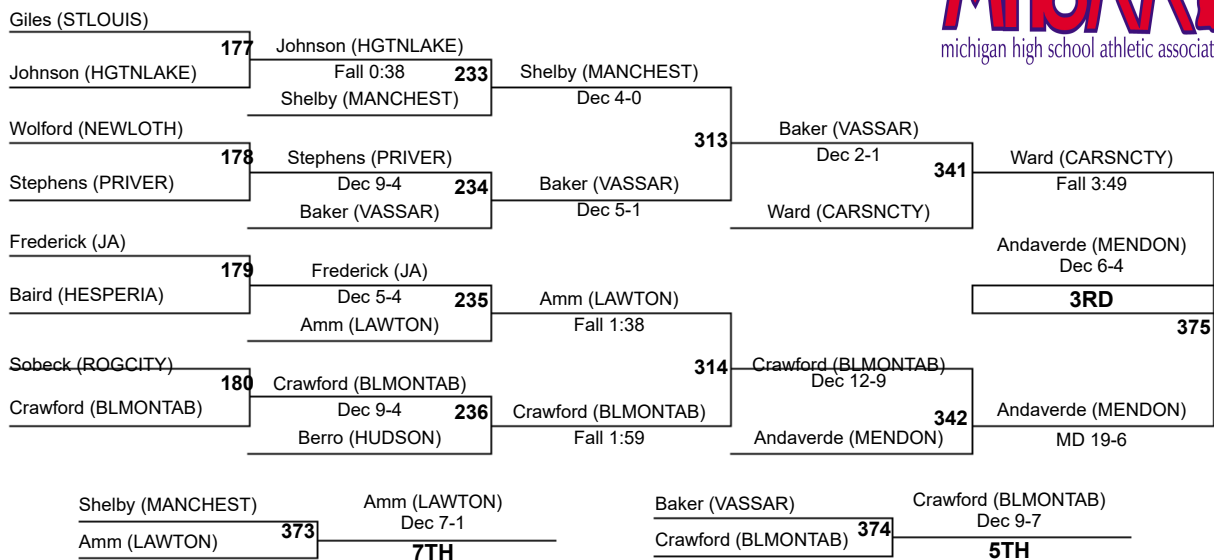 MHSAA
michigan high school athletic associat
Giles (STLOUIS)
177
Johnson (HGTNLAKE)
Johnson (HGTNLAKE)
Fall 0:38
233
Shelby (MANCHEST)
Shelby (MANCHEST)
Dec 4-0
Wolford (NEWLOTH)
178
Stephens (PRIVER)
Stephens (PRIVER)
Dec 9-4
234
Baker (VASSAR)
Baker (VASSAR)
Dec 5-1
313
Baker (VASSAR)
Dec 2-1
341
Ward (CARSNCTY)
Ward (CARSNCTY)
Fall 3:49
Frederick (JA)
179
Baird (HESPERIA)
Frederick (JA)
Dec 5-4
235
Amm (LAWTON)
Amm (LAWTON)
Fall 1:38
Andaverde (MENDON)
Dec 6-4
3RD
375
Sobeck (ROGCITY)
180
Crawford (BLMONTAB)
Crawford (BLMONTAB)
Dec 9-4
236
Berro (HUDSON)
Crawford (BLMONTAB)
Fall 1:59
314
Crawford (BLMONTAB)
Dec 12-9
342
Andaverde (MENDON)
Andaverde (MENDON)
MD 19-6
Shelby (MANCHEST)
373
Amm (LAWTON)
Amm (LAWTON)
Dec 7-1
7TH
Baker (VASSAR)
374
Crawford (BLMONTAB)
Crawford (BLMONTAB)
Dec 9-7
5TH